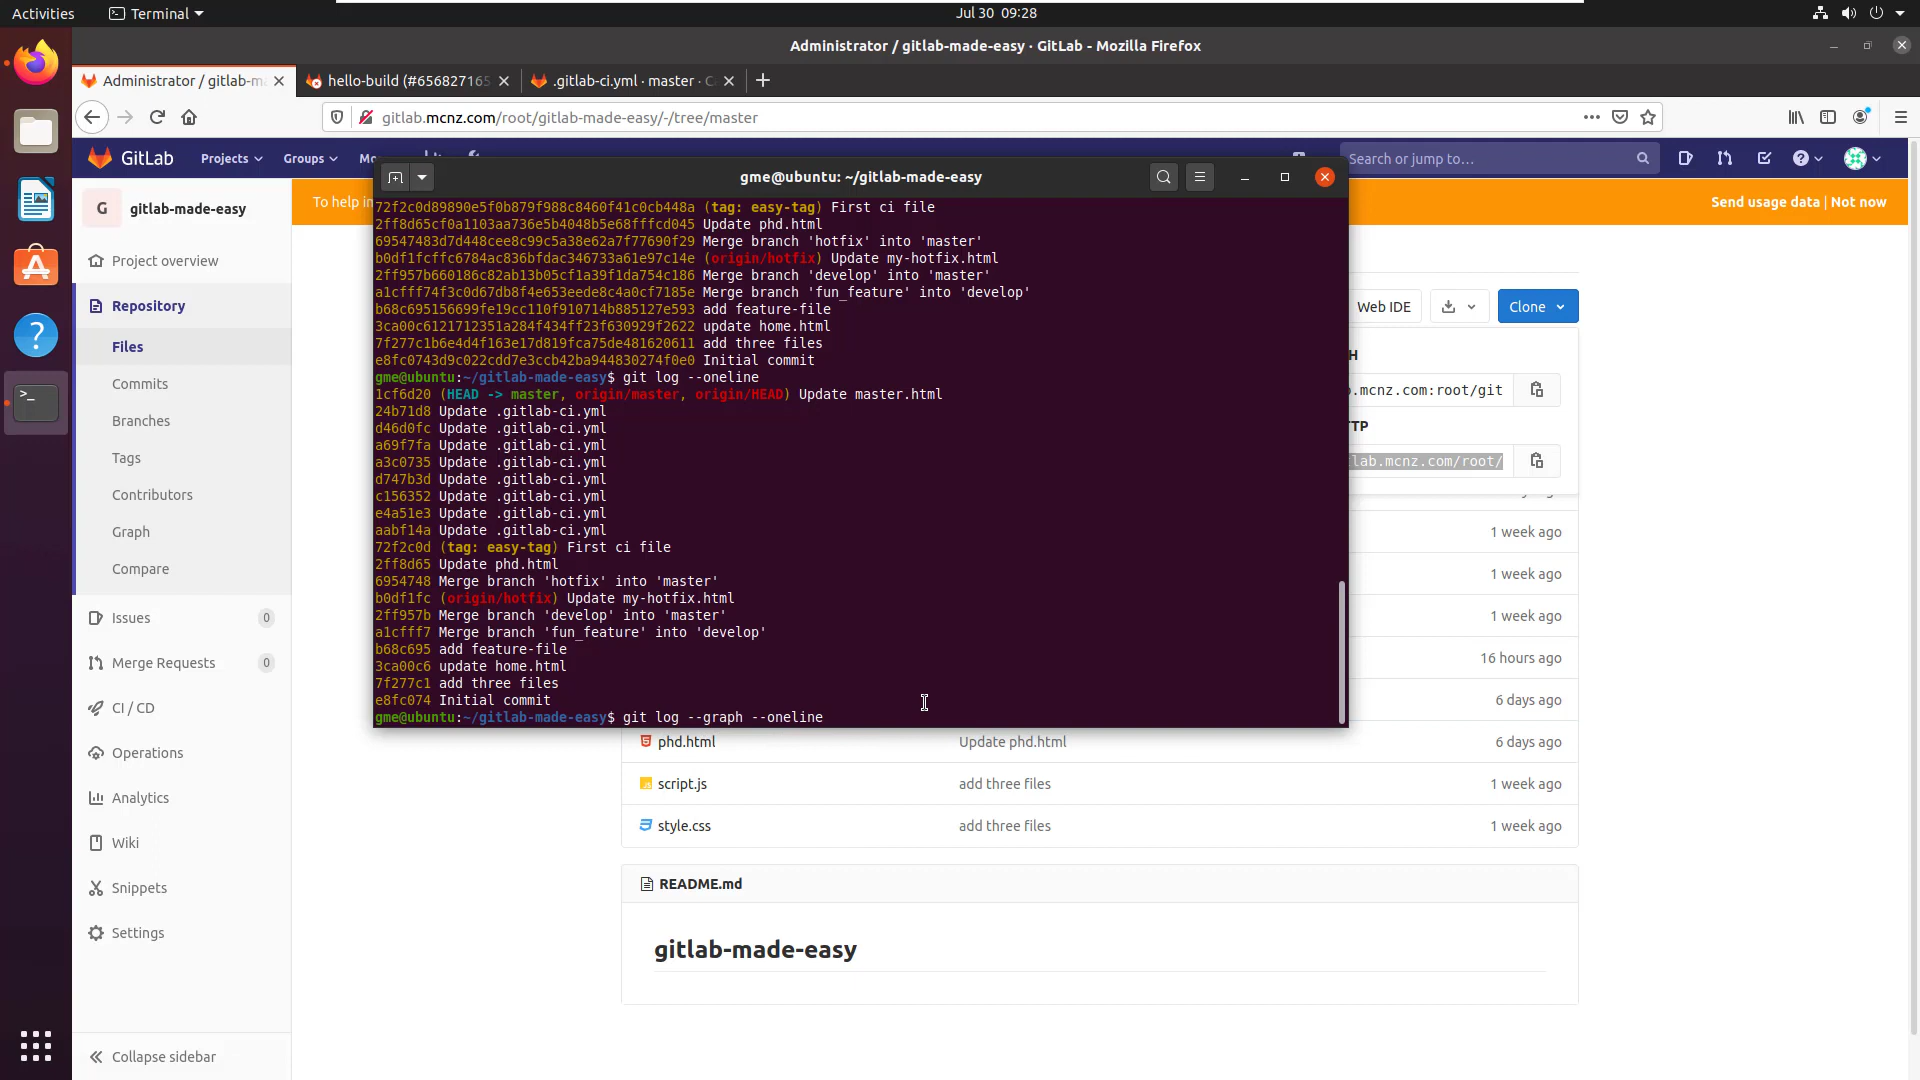 Activities
Terminal
Jul 30 09:28
Administrator / gitlab-made-easy · GitLab - Mozilla Firefox
Administrator / gitlab-m
hello-build (#656827165
.gitlab-ci.yml · master · C
gitlab.mcnz.com/root/gitlab-made-easy/-/tree/master
GitLab
Projects
Groups
Search or jump to…
gme@ubuntu: ~/gitlab-made-easy
G gitlab-made-easy
To help
Send usage data | Not now
72f2c0d89890e5f0b879f988c8460f41c0cb448a (tag: easy-tag) First ci file
2ff8d65cf0a1103aa736e5b4048b5e68fffcd045 Update phd.html
69547483d7d448cee8c99c5a38e62a7f77690f29 Merge branch 'hotfix' into 'master'
b0df1fcffc6784ac836bfdac346733a61e97c14e (origin/hotfix) Update my-hotfix.html
2ff957b660186c82ab13b05cf1a39f1da754c186 Merge branch 'develop' into 'master'
a1cfff74f3c0d67db8f4e653eede8c4a0cf7185e Merge branch 'fun_feature' into 'develop'
b68c695156699fe19cc110f910714b885127e593 add feature-file
3ca00c6121712351a284f434ff23f630929f2622 update home.html
7f277c1b6e4d4f163e17d819fca75de481620611 add three files
e8fc0743d9c022cdd7e3ccb42ba944830274f0e0 Initial commit
gme@ubuntu:~/gitlab-made-easy$ git log --oneline
1cf6d20 (HEAD -> master, origin/master, origin/HEAD) Update master.html
24b71d8 Update .gitlab-ci.yml
d46d0fc Update .gitlab-ci.yml
a69f7fa Update .gitlab-ci.yml
a3c0735 Update .gitlab-ci.yml
d747b3d Update .gitlab-ci.yml
c156352 Update .gitlab-ci.yml
e4a51e3 Update .gitlab-ci.yml
aabf14a Update .gitlab-ci.yml
72f2c0d (tag: easy-tag) First ci file
2ff8d65 Update phd.html
6954748 Merge branch 'hotfix' into 'master'
b0df1fc (origin/hotfix) Update my-hotfix.html
2ff957b Merge branch 'develop' into 'master'
a1cfff7 Merge branch 'fun_feature' into 'develop'
b68c695 add feature-file
3ca00c6 update home.html
7f277c1 add three files
e8fc074 Initial commit
gme@ubuntu:~/gitlab-made-easy$ git log --graph --oneline
Project overview
Repository
Files
Commits
Branches
Tags
Contributors
Graph
Compare
Issues 0
Merge Requests 0
CI / CD
Operations
Analytics
Wiki
Snippets
Settings
Collapse sidebar
Web IDE
Clone
.mcnz.com:root/git
TP
lab.mcnz.com/root/
1 week ago
1 week ago
1 week ago
16 hours ago
6 days ago
phd.html Update phd.html 6 days ago
script.js add three files 1 week ago
style.css add three files 1 week ago
README.md
gitlab-made-easy